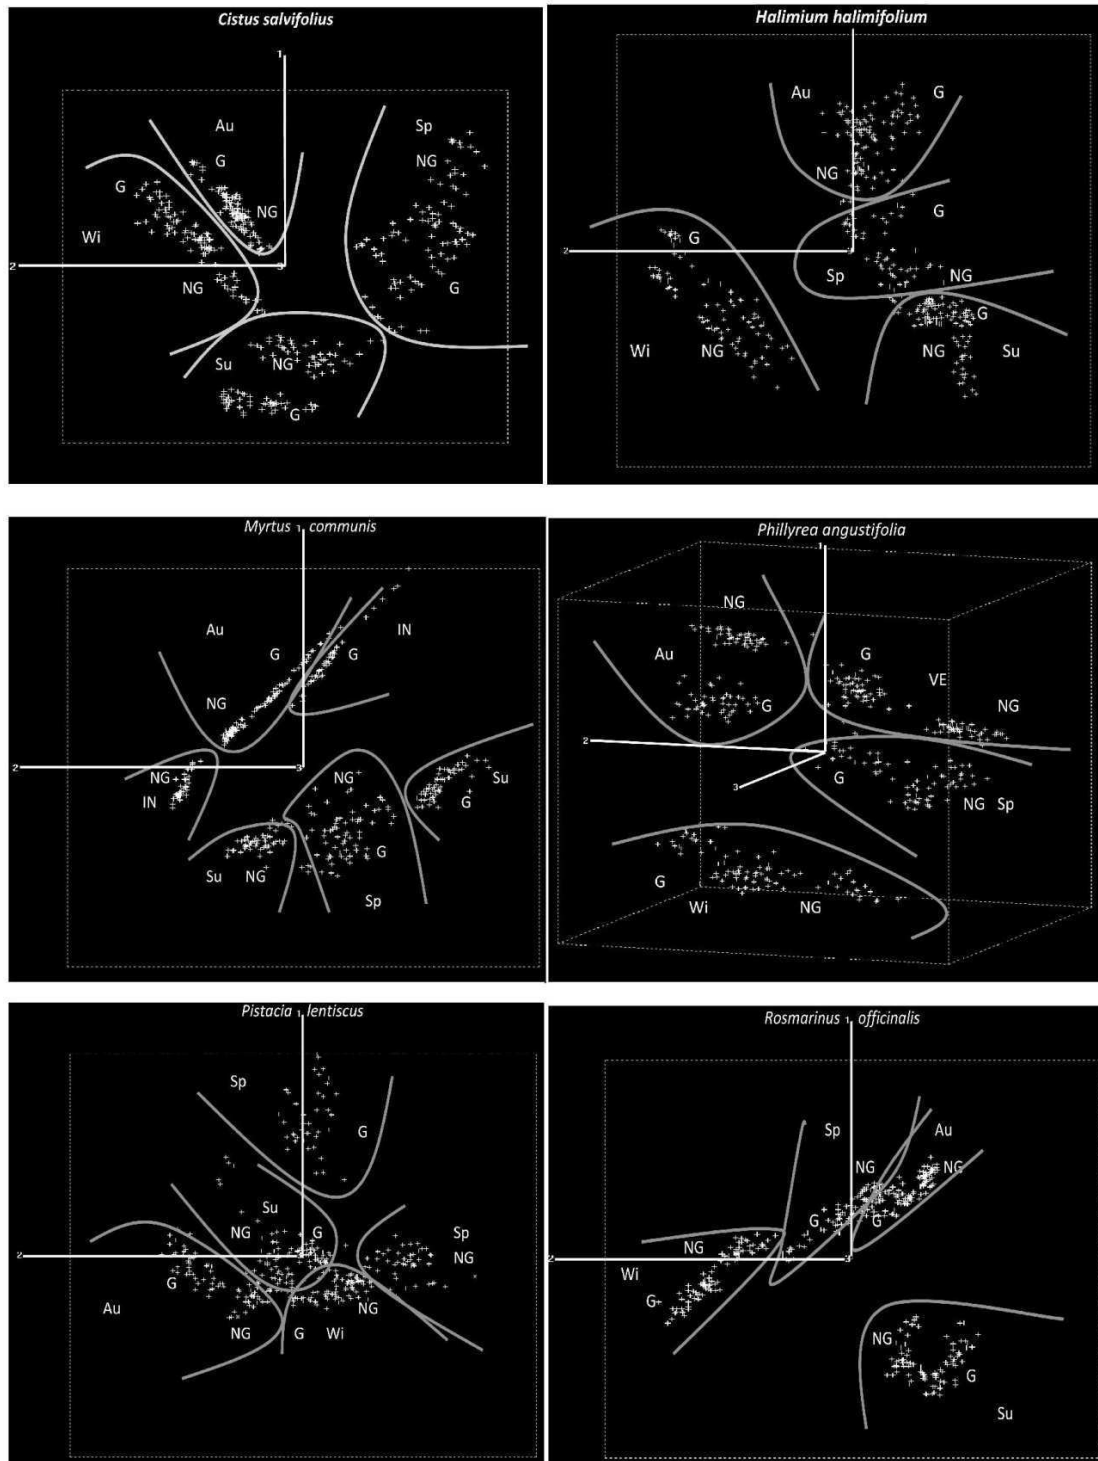 Cistus salvifolius
1
Au
Sp
G
NG
G
NG
Wi
2
3
NG
G
Su
NG
G
Halimium halimifolium
Au
G
NG
G
G
2
3
Sp
NG
G
Wi
NG
NG
Su
Myrtus 1 communis
Au
IN
G
G
NG
2
3
NG
NG
IN
Su
G
Su
NG
G
Sp
Phillyrea angustifolia
1
NG
Au
G
VE
G
NG
2
3
G
NG
Sp
G
Wi
NG
Pistacia 1 lentiscus
Sp
G
Su
NG
G
Sp
2
NG
G
Au
NG
NG
G
Wi
Rosmarinus 1 officinalis
Sp
Au
NG
NG
G
G
NG
2
3
Wi
G
NG
G
Su